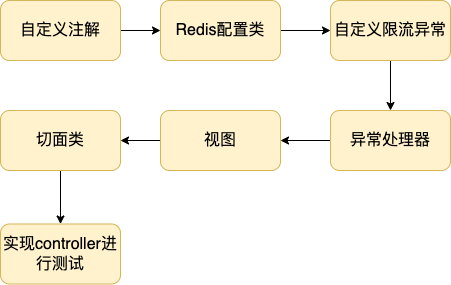 自定义注解
Redis配置类
自定义限流异常
异常处理器
视图
切面类
实现controller进
行测试